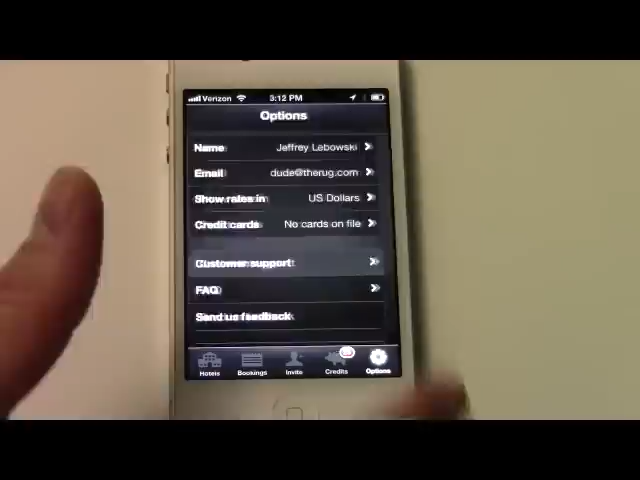 Verizon 3:12 PM
Options
Name Jeffrey Lebowski
Email dude@therug.com
Show rates in US Dollars
Credit cards No cards on file
Customer support
FAQ
Send us feedback
Hotels Bookings Invite Credits Options